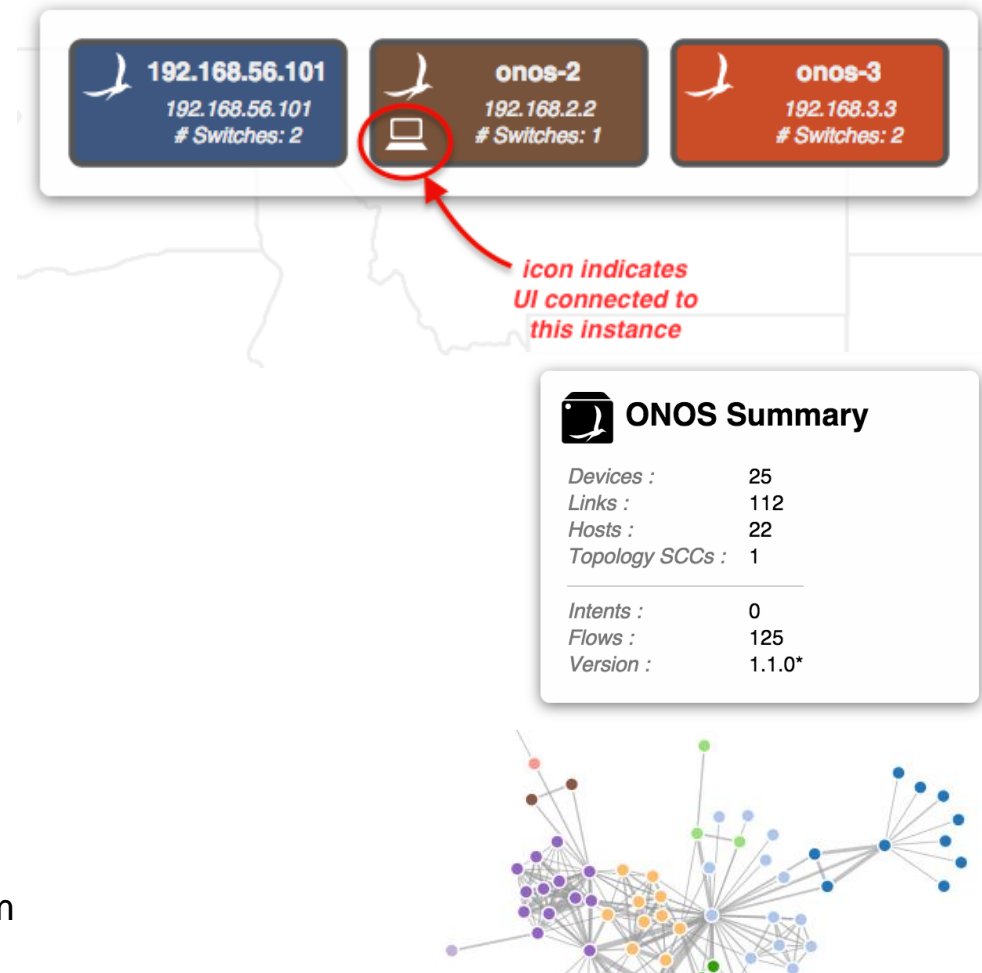 192.168.56.101
192.168.56.101
# Switches: 2
onos-2
192.168.2.2
# Switches: 1
onos-3
192.168.3.3
# Switches: 2
icon indicates
UI connected to
this instance
ONOS Summary
Devices : 25
Links : 112
Hosts : 22
Topology SCCs : 1
Intents : 0
Flows : 125
Version : 1.1.0*